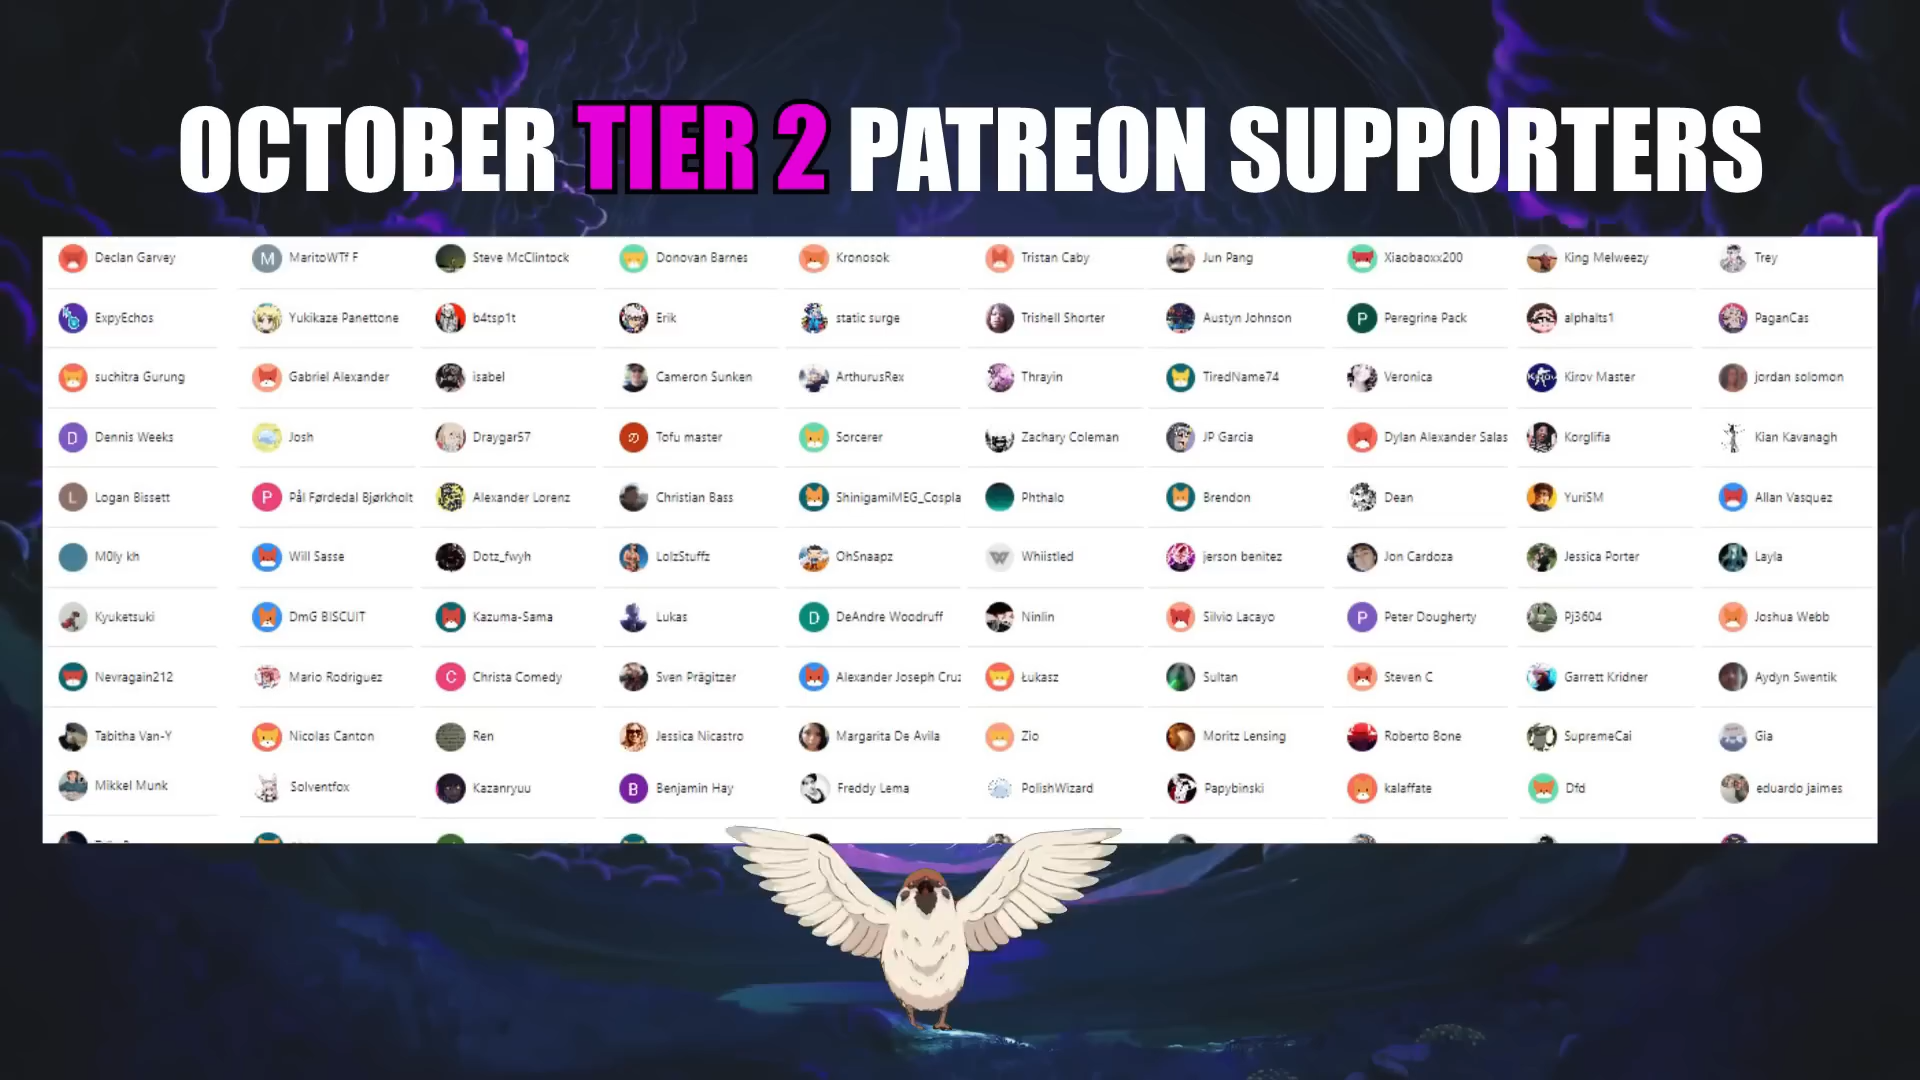 OCTOBER TIER 2 PATREON SUPPORTERS
Declan Garvey M MaritoWTf F Steve McClintock Donovan Barnes Kronosok Tristan Caby Jun Pang Xiaobaoxx200 King Melweezy Trey
ExpyEchos Yukikaze Panettone b4tsp1t Erik static surge Trishell Shorter Austyn Johnson P Peregrine Pack alphalts1 PaganCas
suchitra Gurung Gabriel Alexander isabel Cameron Sunken ArthurusRex Thrayin TiredName74 Veronica Kirov Master jordan solomon
D Dennis Weeks Josh Draygar57 の Tofu master Sorcerer Zachary Coleman JP Garcia Dylan Alexander Salas Korglifia Kian Kavanagh
L Logan Bissett P Pål Førdedal Bjørkholt Alexander Lorenz Christian Bass ShinigamiMEG_Cospla Phthalo Brendon Dean YuriSM Allan Vasquez
M0ly kh Will Sasse Dotz_fwyh LolzStuffz OhSnaapz W Whiistled jerson benitez Jon Cardoza Jessica Porter Layla
Kyuketsuki DmG BISCUIT Kazuma-Sama Lukas D DeAndre Woodruff Ninlin Silvio Lacayo P Peter Dougherty Pj3604 Joshua Webb
Nevragain212 Mario Rodriguez C Christa Comedy Sven Prägitzer Alexander Joseph Cruz Łukasz Sultan Steven C Garrett Kridner Aydyn Swentik
Tabitha Van-Y Nicolas Canton Ren Jessica Nicastro Margarita De Avila Zio Moritz Lensing Roberto Bone SupremeCai Gia
Mikkel Munk Solventfox Kazanryuu B Benjamin Hay Freddy Lema PolishWizard Papybinski kalaffate Dfd eduardo jaimes